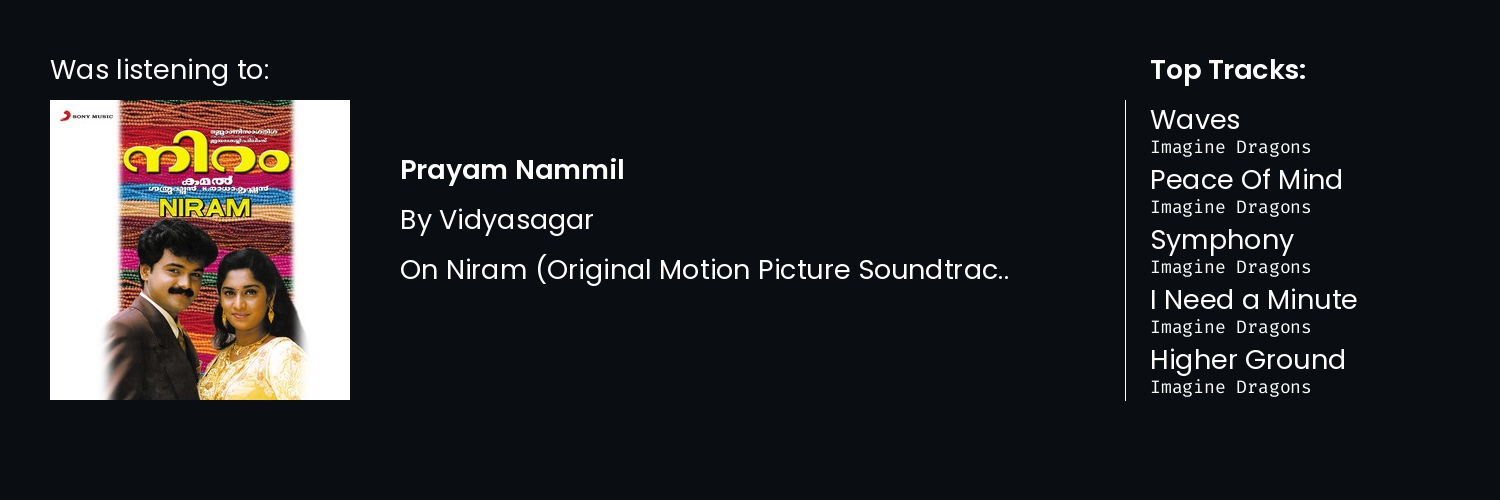 Was listening to:
SONY MUSIC
നിറം
കമൽ
NIRAM
Prayam Nammil
By Vidyasagar
On Niram (Original Motion Picture Soundtrac..
Top Tracks:
Waves
Imagine Dragons
Peace Of Mind
Imagine Dragons
Symphony
Imagine Dragons
I Need a Minute
Imagine Dragons
Higher Ground
Imagine Dragons